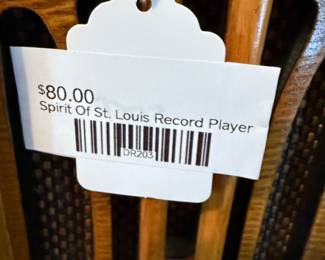 $80.00
Spirit Of St. Louis Record Player
DR203